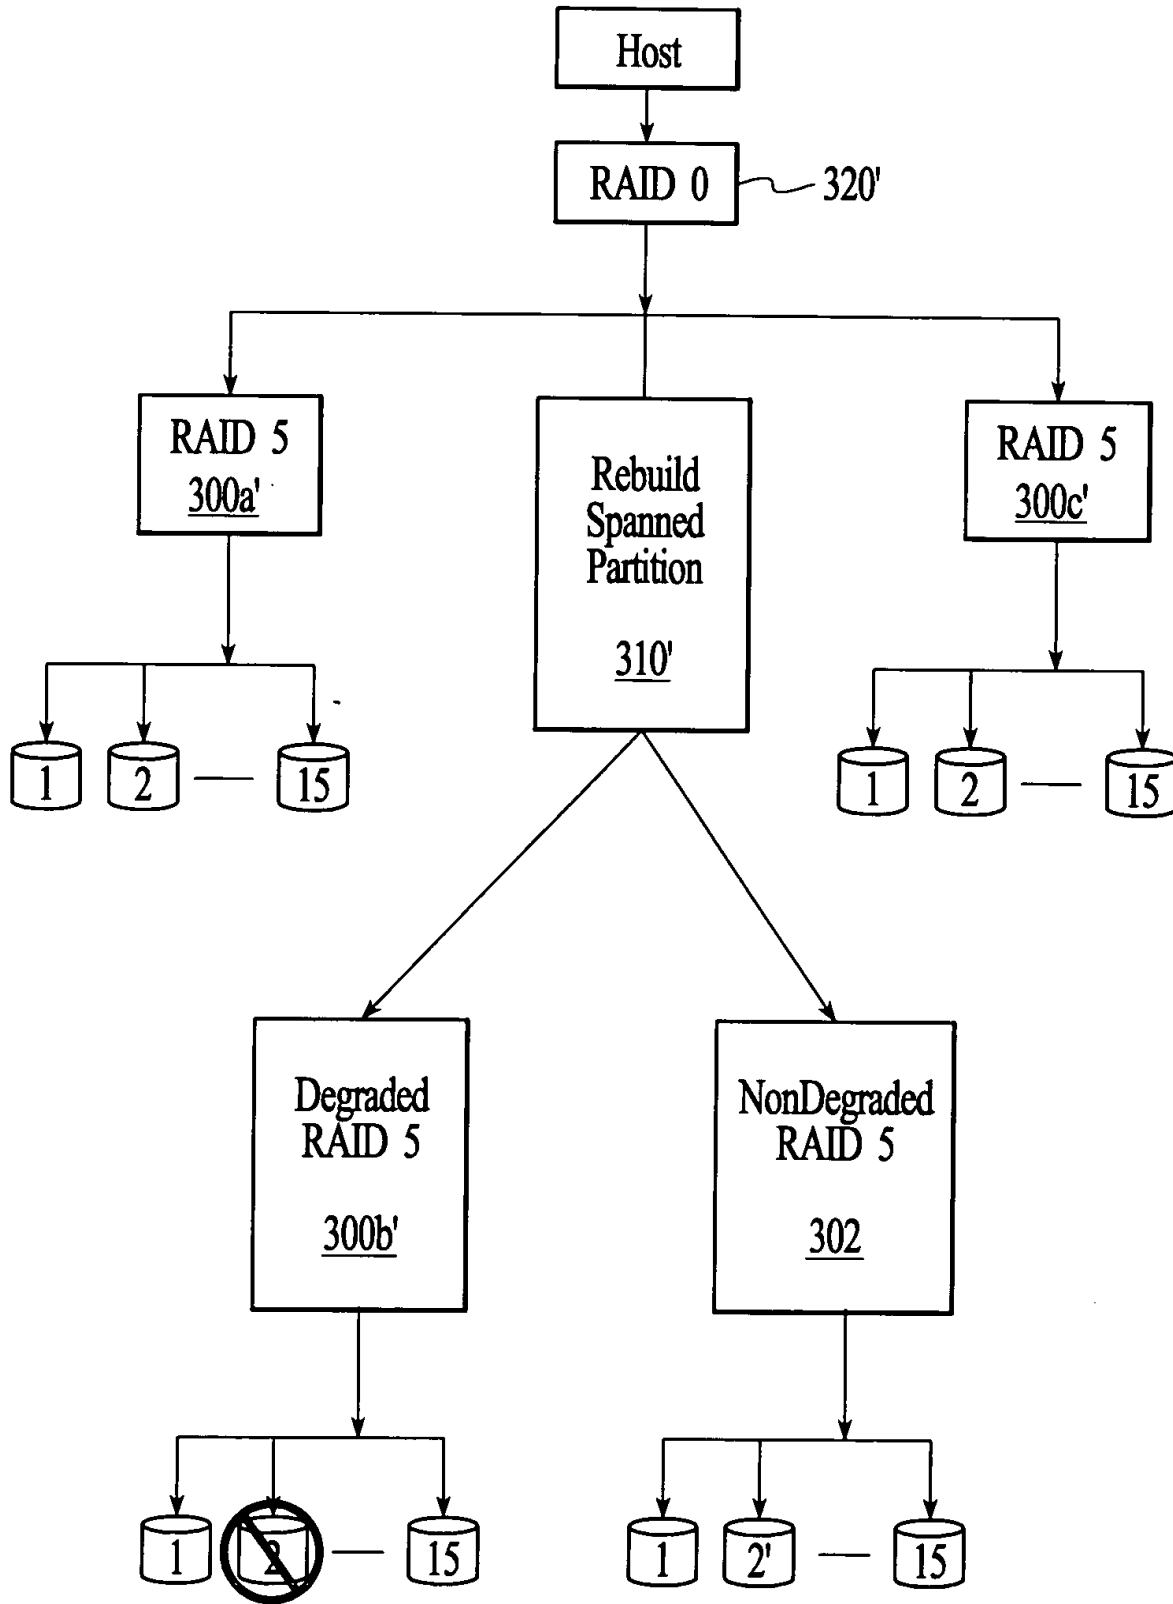 Host
RAID 0
320'
RAID 5
300a'
Rebuild
Spanned
Partition
310'
RAID 5
300c'
1 2 15
1 2 15
Degraded
RAID 5
300b'
NonDegraded
RAID 5
302
1 2 15
1 2' 15